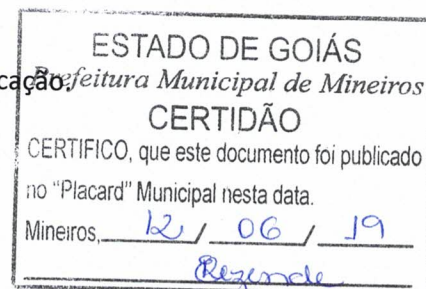 ESTADO DE GOIÁS
cação.
Prefeitura Municipal de Mineiros
CERTIDÃO
CERTIFICO, que este documento foi publicado
no "Placard" Municipal nesta data.
Mineiros, 12 / 06 / 19
Rezende